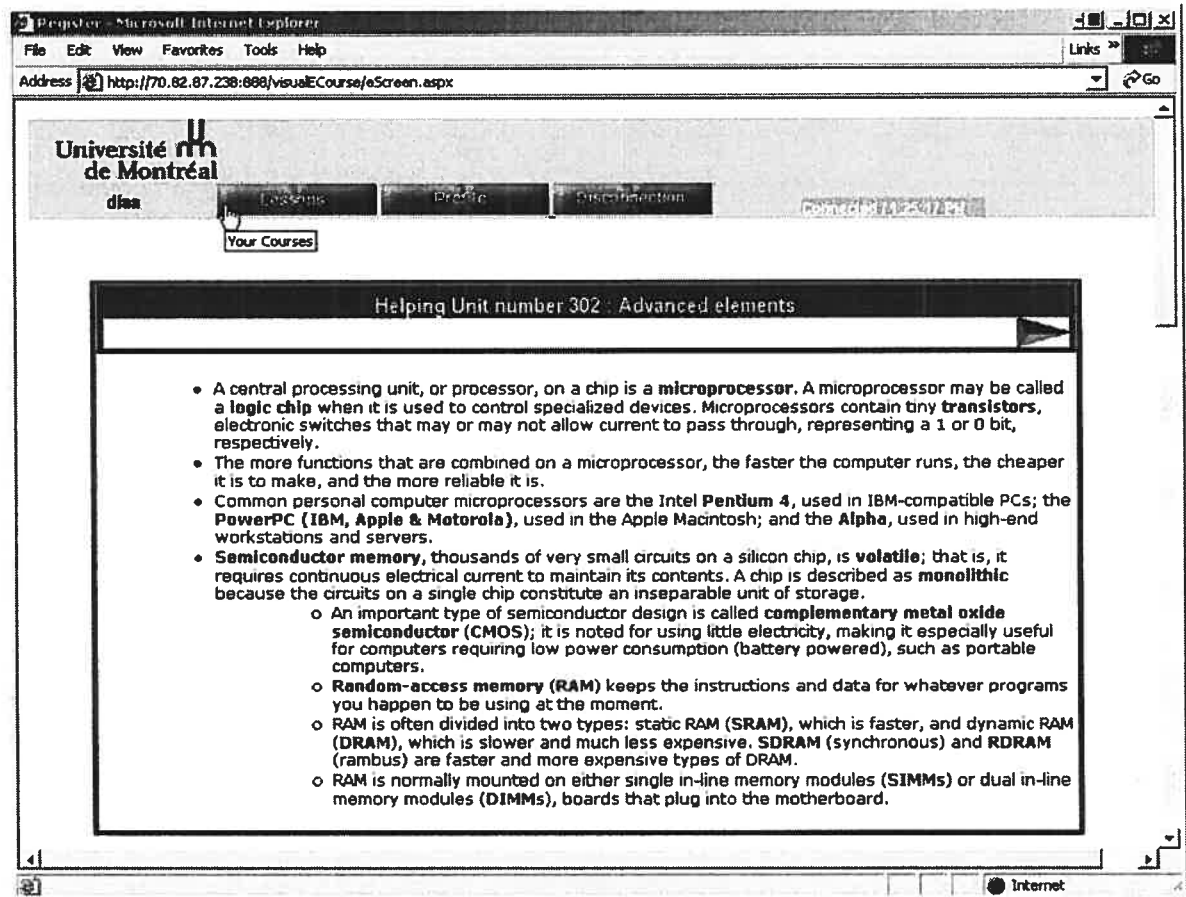 Register - Microsoft Internet Explorer
File Edit View Favorites Tools Help Links »
Address http://70.82.87.238:888/visualECourse/eScreen.aspx Go
Université
de Montréal
Lessons Profile Disconnection
Your Courses
Helping Unit number 302 : Advanced elements
• A central processing unit, or processor, on a chip is a microprocessor. A microprocessor may be called
a logic chip when it is used to control specialized devices. Microprocessors contain tiny transistors,
electronic switches that may or may not allow current to pass through, representing a 1 or 0 bit,
respectively.
• The more functions that are combined on a microprocessor, the faster the computer runs, the cheaper
it is to make, and the more reliable it is.
• Common personal computer microprocessors are the Intel Pentium 4, used in IBM-compatible PCs; the
PowerPC (IBM, Apple & Motorola), used in the Apple Macintosh; and the Alpha, used in high-end
workstations and servers.
• Semiconductor memory, thousands of very small circuits on a silicon chip, is volatile; that is, it
requires continuous electrical current to maintain its contents. A chip is described as monolithic
because the circuits on a single chip constitute an inseparable unit of storage.
o An important type of semiconductor design is called complementary metal oxide
semiconductor (CMOS); it is noted for using little electricity, making it especially useful
for computers requiring low power consumption (battery powered), such as portable
computers.
o Random-access memory (RAM) keeps the instructions and data for whatever programs
you happen to be using at the moment.
o RAM is often divided into two types: static RAM (SRAM), which is faster, and dynamic RAM
(DRAM), which is slower and much less expensive. SDRAM (synchronous) and RDRAM
(rambus) are faster and more expensive types of DRAM.
o RAM is normally mounted on either single in-line memory modules (SIMMs) or dual in-line
memory modules (DIMMs), boards that plug into the motherboard.
Internet